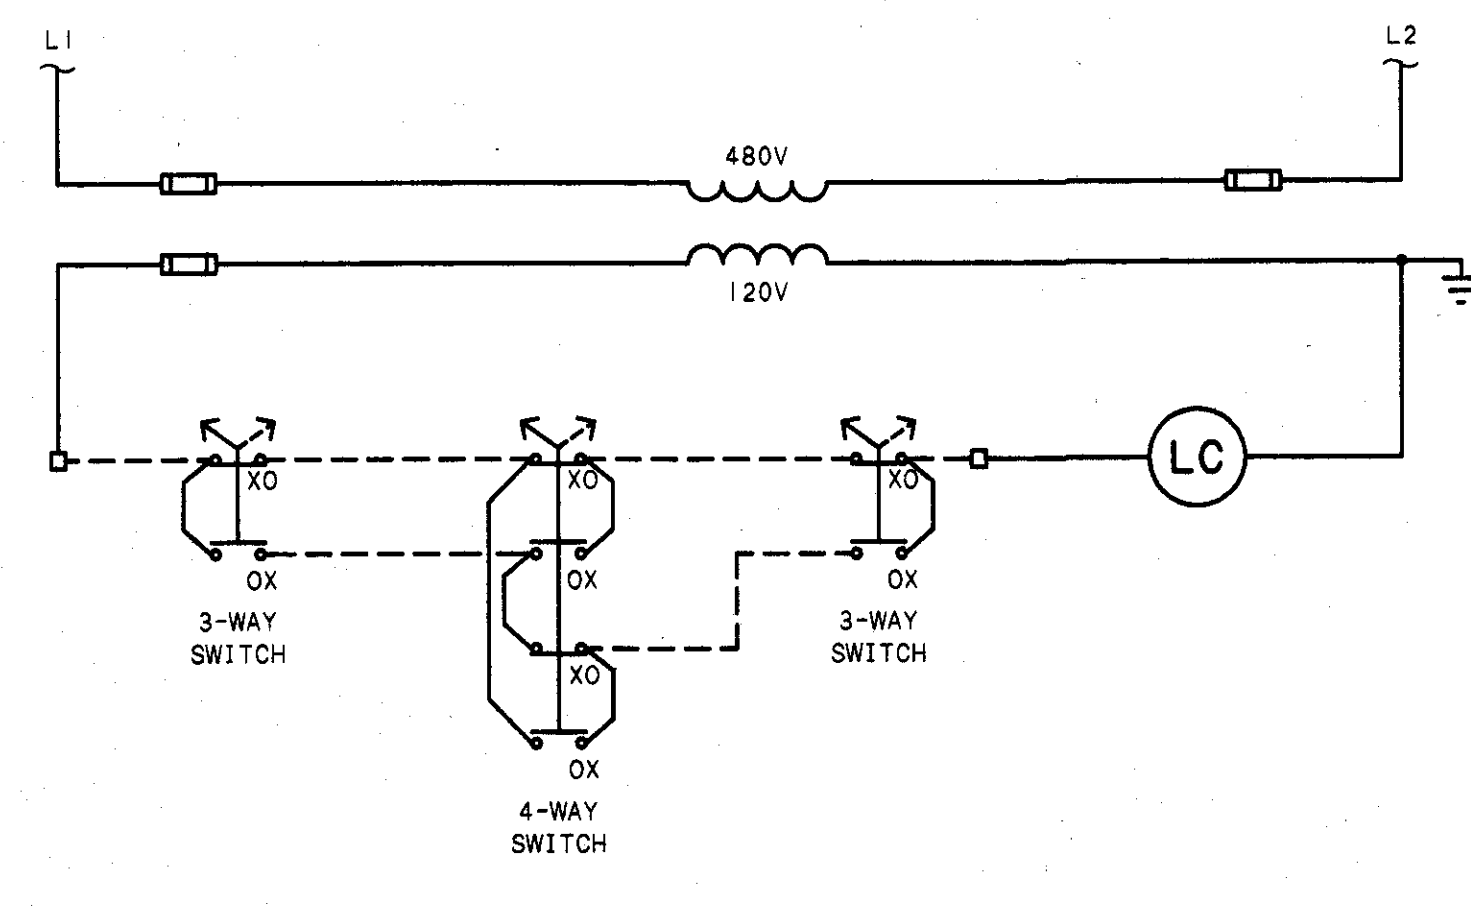 L1
L2
480V
120V
XO
XO
XO
LC
OX
OX
OX
3-WAY
SWITCH
3-WAY
SWITCH
XO
OX
4-WAY
SWITCH